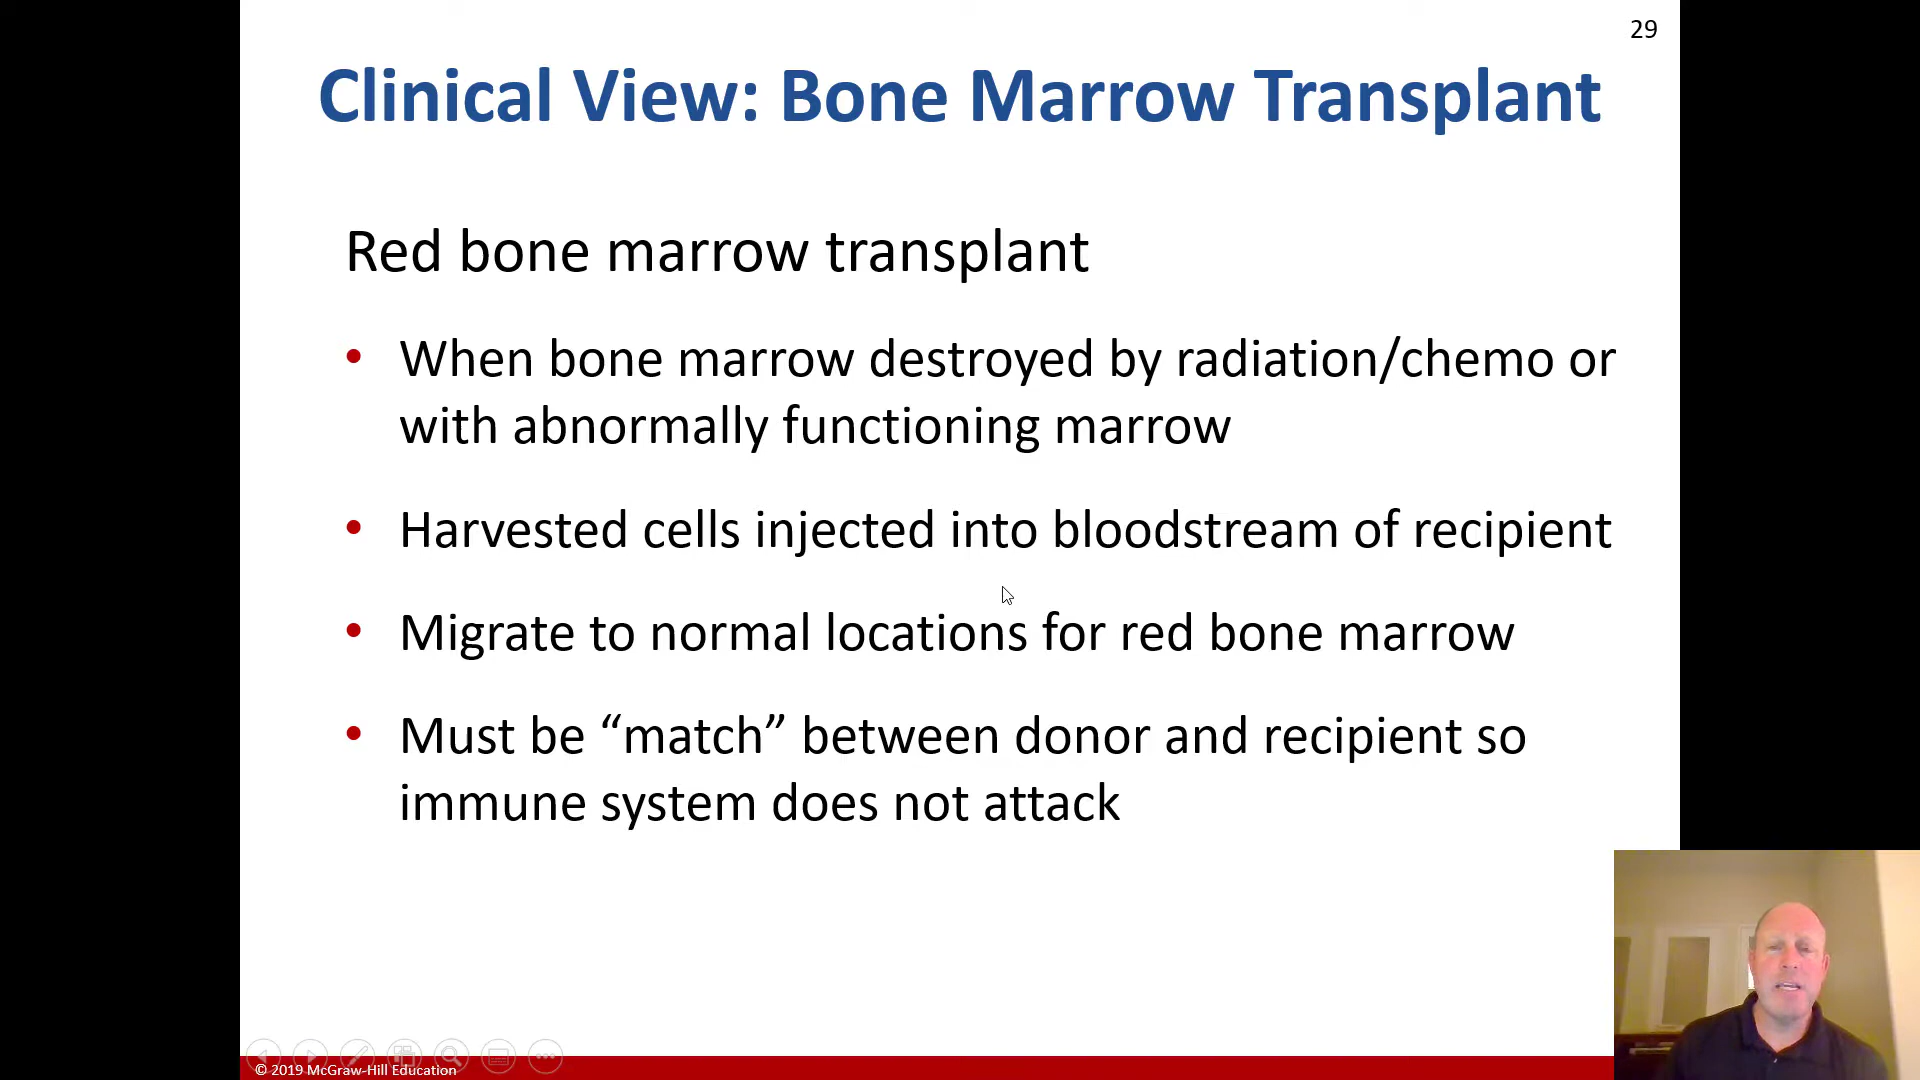 29
Clinical View: Bone Marrow Transplant
Red bone marrow transplant
• When bone marrow destroyed by radiation/chemo or
with abnormally functioning marrow
• Harvested cells injected into bloodstream of recipient
• Migrate to normal locations for red bone marrow
• Must be “match” between donor and recipient so
immune system does not attack
© 2019 McGraw-Hill Education